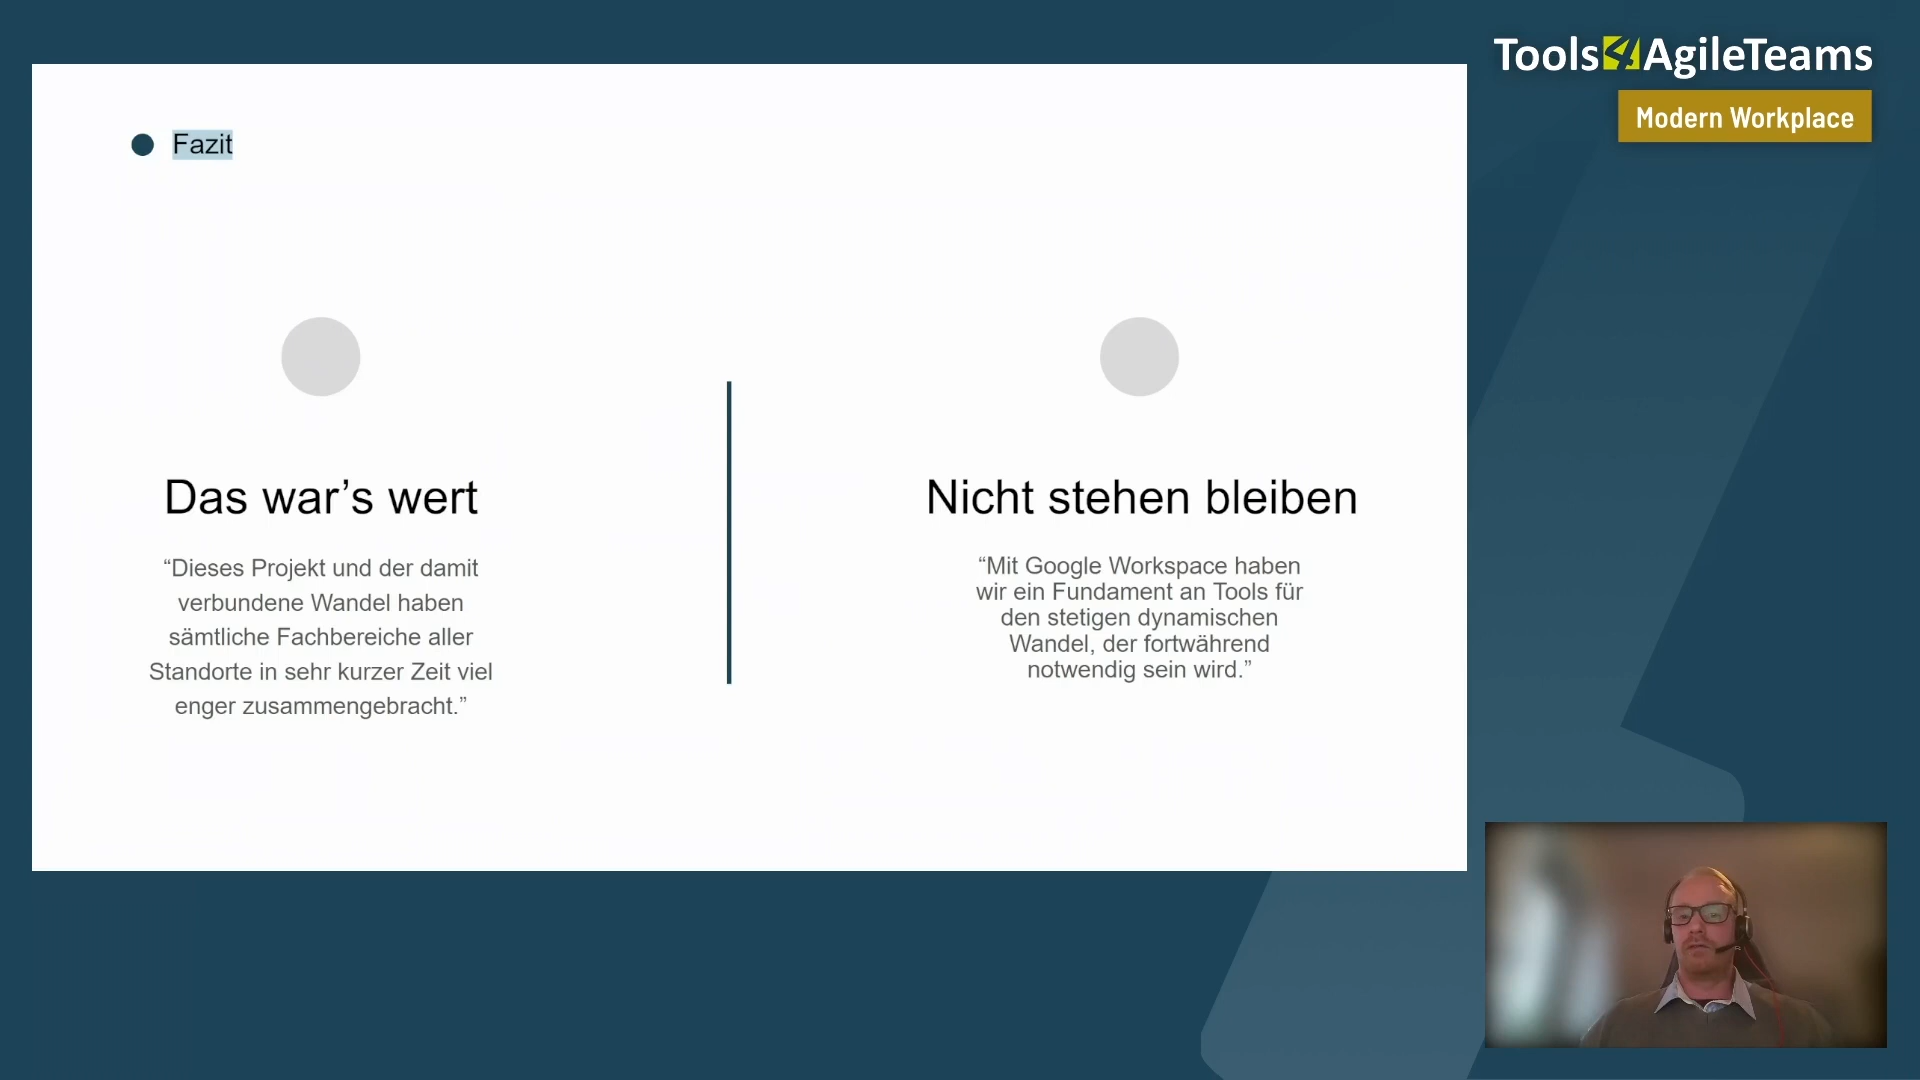 Tools4AgileTeams
Modern Workplace
Fazit
Das war’s wert
“Dieses Projekt und der damit
verbundene Wandel haben
sämtliche Fachbereiche aller
Standorte in sehr kurzer Zeit viel
enger zusammengebracht.”
Nicht stehen bleiben
“Mit Google Workspace haben
wir ein Fundament an Tools für
den stetigen dynamischen
Wandel, der fortwährend
notwendig sein wird.”